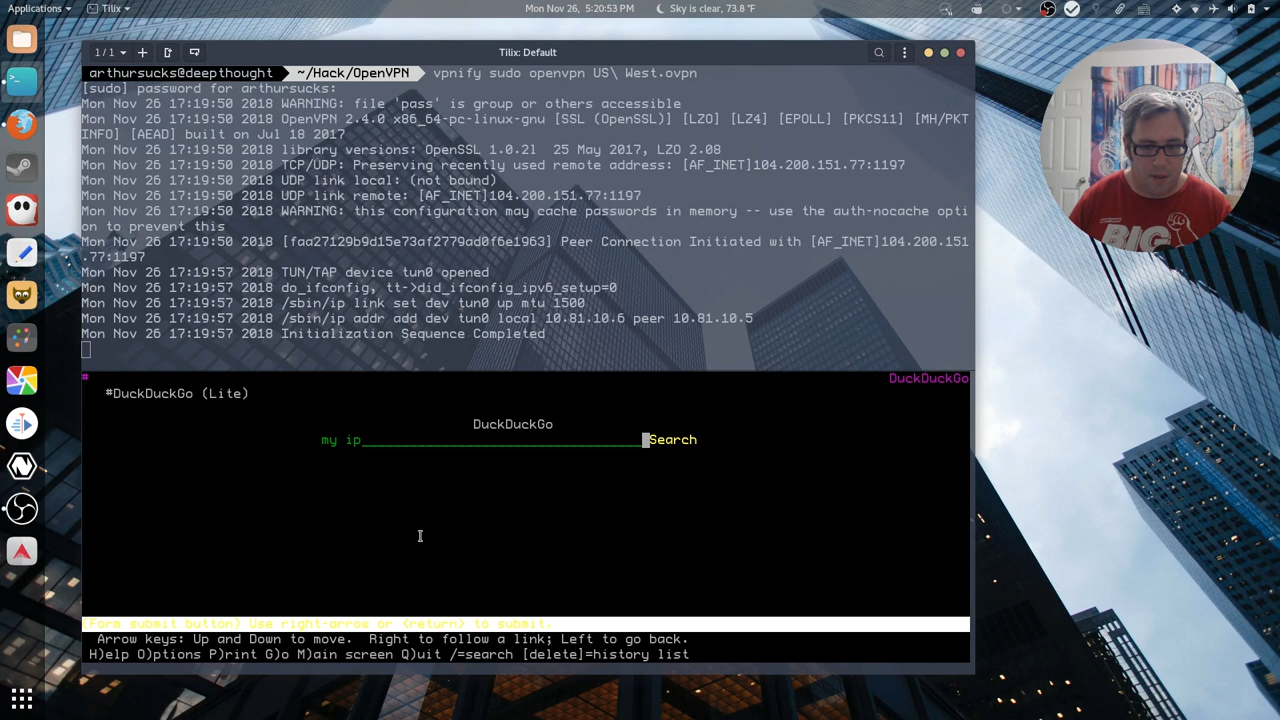 Applications Tilix Mon Nov 26, 5:20:53 PM Sky is clear, 73.8 °F
1 / 1 Tilix: Default
arthursucks@deepthought ~/Hack/OpenVPN vpnify sudo openvpn US\ West.ovpn
[sudo] password for arthursucks:
Mon Nov 26 17:19:50 2018 WARNING: file 'pass' is group or others accessible
Mon Nov 26 17:19:50 2018 OpenVPN 2.4.0 x86_64-pc-linux-gnu [SSL (OpenSSL)] [LZO] [LZ4] [EPOLL] [PKCS11] [MH/PKT
INFO] [AEAD] built on Jul 18 2017
Mon Nov 26 17:19:50 2018 library versions: OpenSSL 1.0.2l  25 May 2017, LZO 2.08
Mon Nov 26 17:19:50 2018 TCP/UDP: Preserving recently used remote address: [AF_INET]104.200.151.77:1197
Mon Nov 26 17:19:50 2018 UDP link local: (not bound)
Mon Nov 26 17:19:50 2018 UDP link remote: [AF_INET]104.200.151.77:1197
Mon Nov 26 17:19:50 2018 WARNING: this configuration may cache passwords in memory -- use the auth-nocache opti
on to prevent this
Mon Nov 26 17:19:50 2018 [faa27129b9d15e73af2779ad0f6e1963] Peer Connection Initiated with [AF_INET]104.200.151
.77:1197
Mon Nov 26 17:19:57 2018 TUN/TAP device tun0 opened
Mon Nov 26 17:19:57 2018 do_ifconfig, tt->did_ifconfig_ipv6_setup=0
Mon Nov 26 17:19:57 2018 /sbin/ip link set dev tun0 up mtu 1500
Mon Nov 26 17:19:57 2018 /sbin/ip addr add dev tun0 local 10.81.10.6 peer 10.81.10.5
Mon Nov 26 17:19:57 2018 Initialization Sequence Completed
# DuckDuckGo
#DuckDuckGo (Lite)
DuckDuckGo
my ip___________________________________ Search
(Form submit button) Use right-arrow or <return> to submit.
Arrow keys: Up and Down to move.  Right to follow a link; Left to go back.
H)elp O)ptions P)rint G)o M)ain screen Q)uit /=search [delete]=history list
BIG